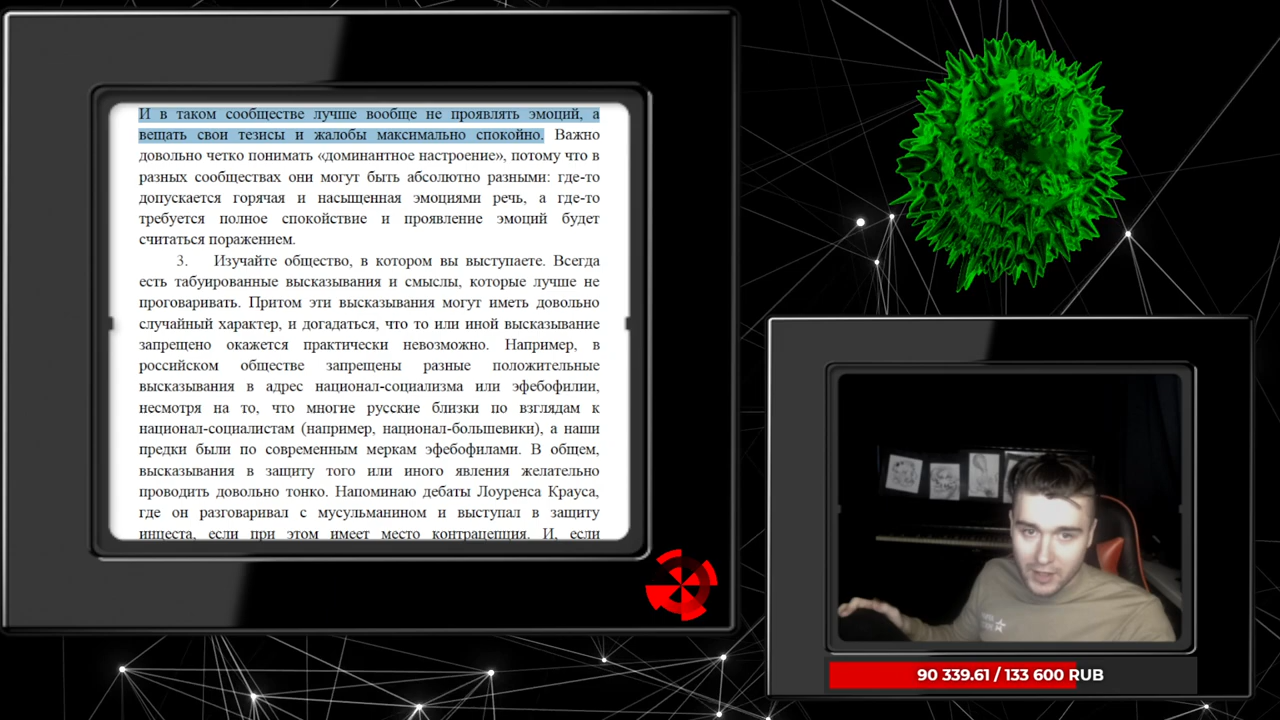 И в таком сообществе лучше вообще не проявлять эмоций, а
вещать свои тезисы и жалобы максимально спокойно. Важно
довольно четко понимать «доминантное настроение», потому что в
разных сообществах они могут быть абсолютно разными: где-то
допускается горячая и насыщенная эмоциями речь, а где-то
требуется полное спокойствие и проявление эмоций будет
считаться поражением.
3. Изучайте общество, в котором вы выступаете. Всегда
есть табуированные высказывания и смыслы, которые лучше не
проговаривать. Притом эти высказывания могут иметь довольно
случайный характер, и догадаться, что то или иной высказывание
запрещено окажется практически невозможно. Например, в
российском обществе запрещены разные положительные
высказывания в адрес национал-социализма или эфебофилии,
несмотря на то, что многие русские близки по взглядам к
национал-социалистам (например, национал-большевики), а наши
предки были по современным меркам эфебофилами. В общем,
высказывания в защиту того или иного явления желательно
проводить довольно тонко. Напоминаю дебаты Лоуренса Крауса,
где он разговаривал с мусульманином и выступал в защиту
инцеста, если при этом имеет место контрацепция. И, если
90 339.61 / 133 600 RUB